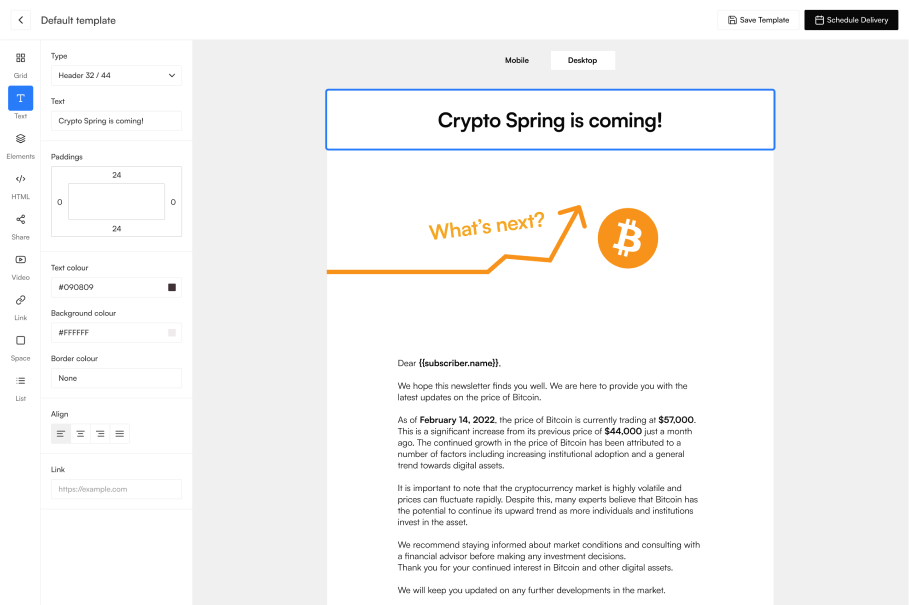 Default template
Save Template
Schedule Delivery
Grid
Text
Elements
HTML
Share
Video
Link
Space
List
Type
Header 32 / 44
Text
Crypto Spring is coming!
Paddings
24
0
0
24
Text colour
#090809
Background colour
#FFFFFF
Border colour
None
Align
Link
https://example.com
Mobile
Desktop
Crypto Spring is coming!
What's next?
Dear {{subscriber.name}},
We hope this newsletter finds you well. We are here to provide you with the
latest updates on the price of Bitcoin.
As of February 14, 2022, the price of Bitcoin is currently trading at $57,000.
This is a significant increase from its previous price of $44,000 just a month
ago. The continued growth in the price of Bitcoin has been attributed to a
number of factors including increasing institutional adoption and a general
trend towards digital assets.
It is important to note that the cryptocurrency market is highly volatile and
prices can fluctuate rapidly. Despite this, many experts believe that Bitcoin has
the potential to continue its upward trend as more individuals and institutions
invest in the asset.
We recommend staying informed about market conditions and consulting with
a financial advisor before making any investment decisions.
Thank you for your continued interest in Bitcoin and other digital assets.
We will keep you updated on any further developments in the market.